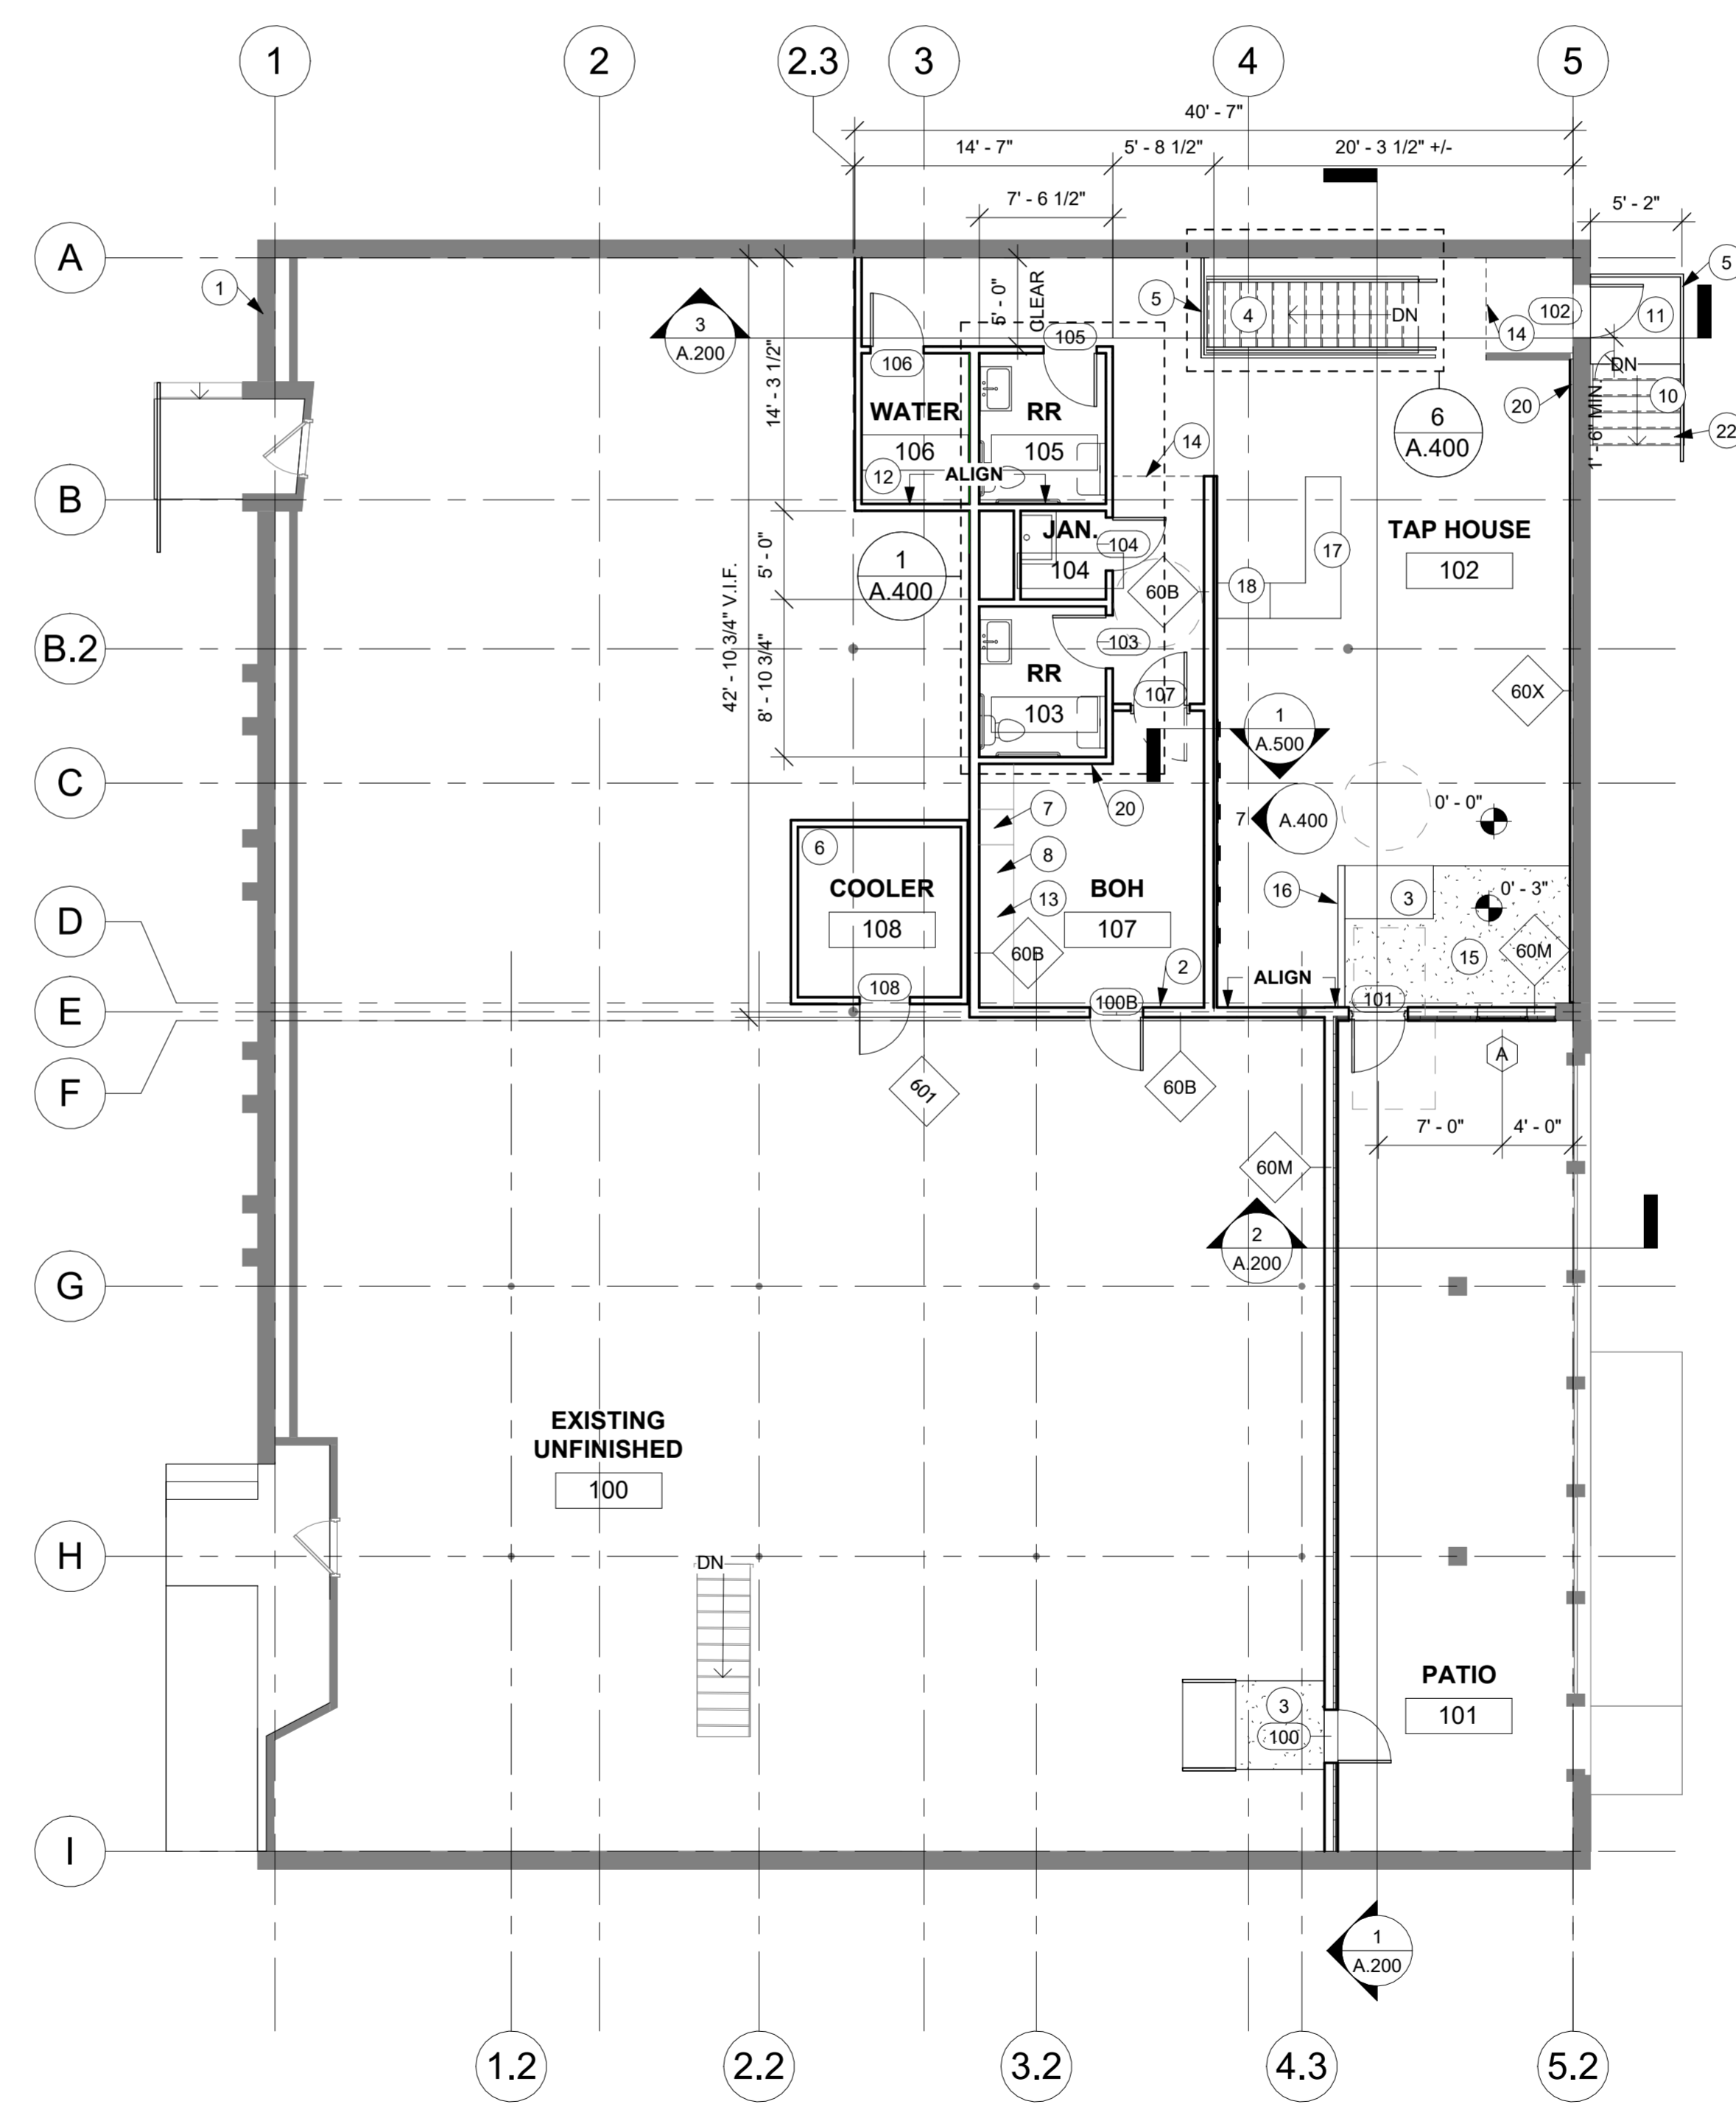 1
2
2.3
3
4
5
40' - 7"
14' - 7"
5' - 8 1/2"
20' - 3 1/2" +/-
7' - 6 1/2"
5' - 2"
A
1
5' - 0"
CLEAR
5
4
DN
102
11
5
14
3
A.200
105
106
14' - 3 1/2"
DN
1' - 6" MIN.
10
20
22
6
A.400
WATER
106
RR
105
12
ALIGN
14
B
TAP HOUSE
102
17
18
JAN.
104
104
60B
1
A.400
5' - 0"
42' - 10 3/4" V.I.F.
B.2
103
8' - 10 3/4"
RR
103
107
60X
1
A.500
C
7
20
7
A.400
0' - 0"
6
8
COOLER
108
BOH
107
13
16
3
0' - 3"
D
60B
15
60M
2
ALIGN
108
100B
101
E
F
A
601
60B
7' - 0"
4' - 0"
60M
2
A.200
G
EXISTING
UNFINISHED
100
H
DN
PATIO
101
3
100
I
1
A.200
1.2
2.2
3.2
4.3
5.2